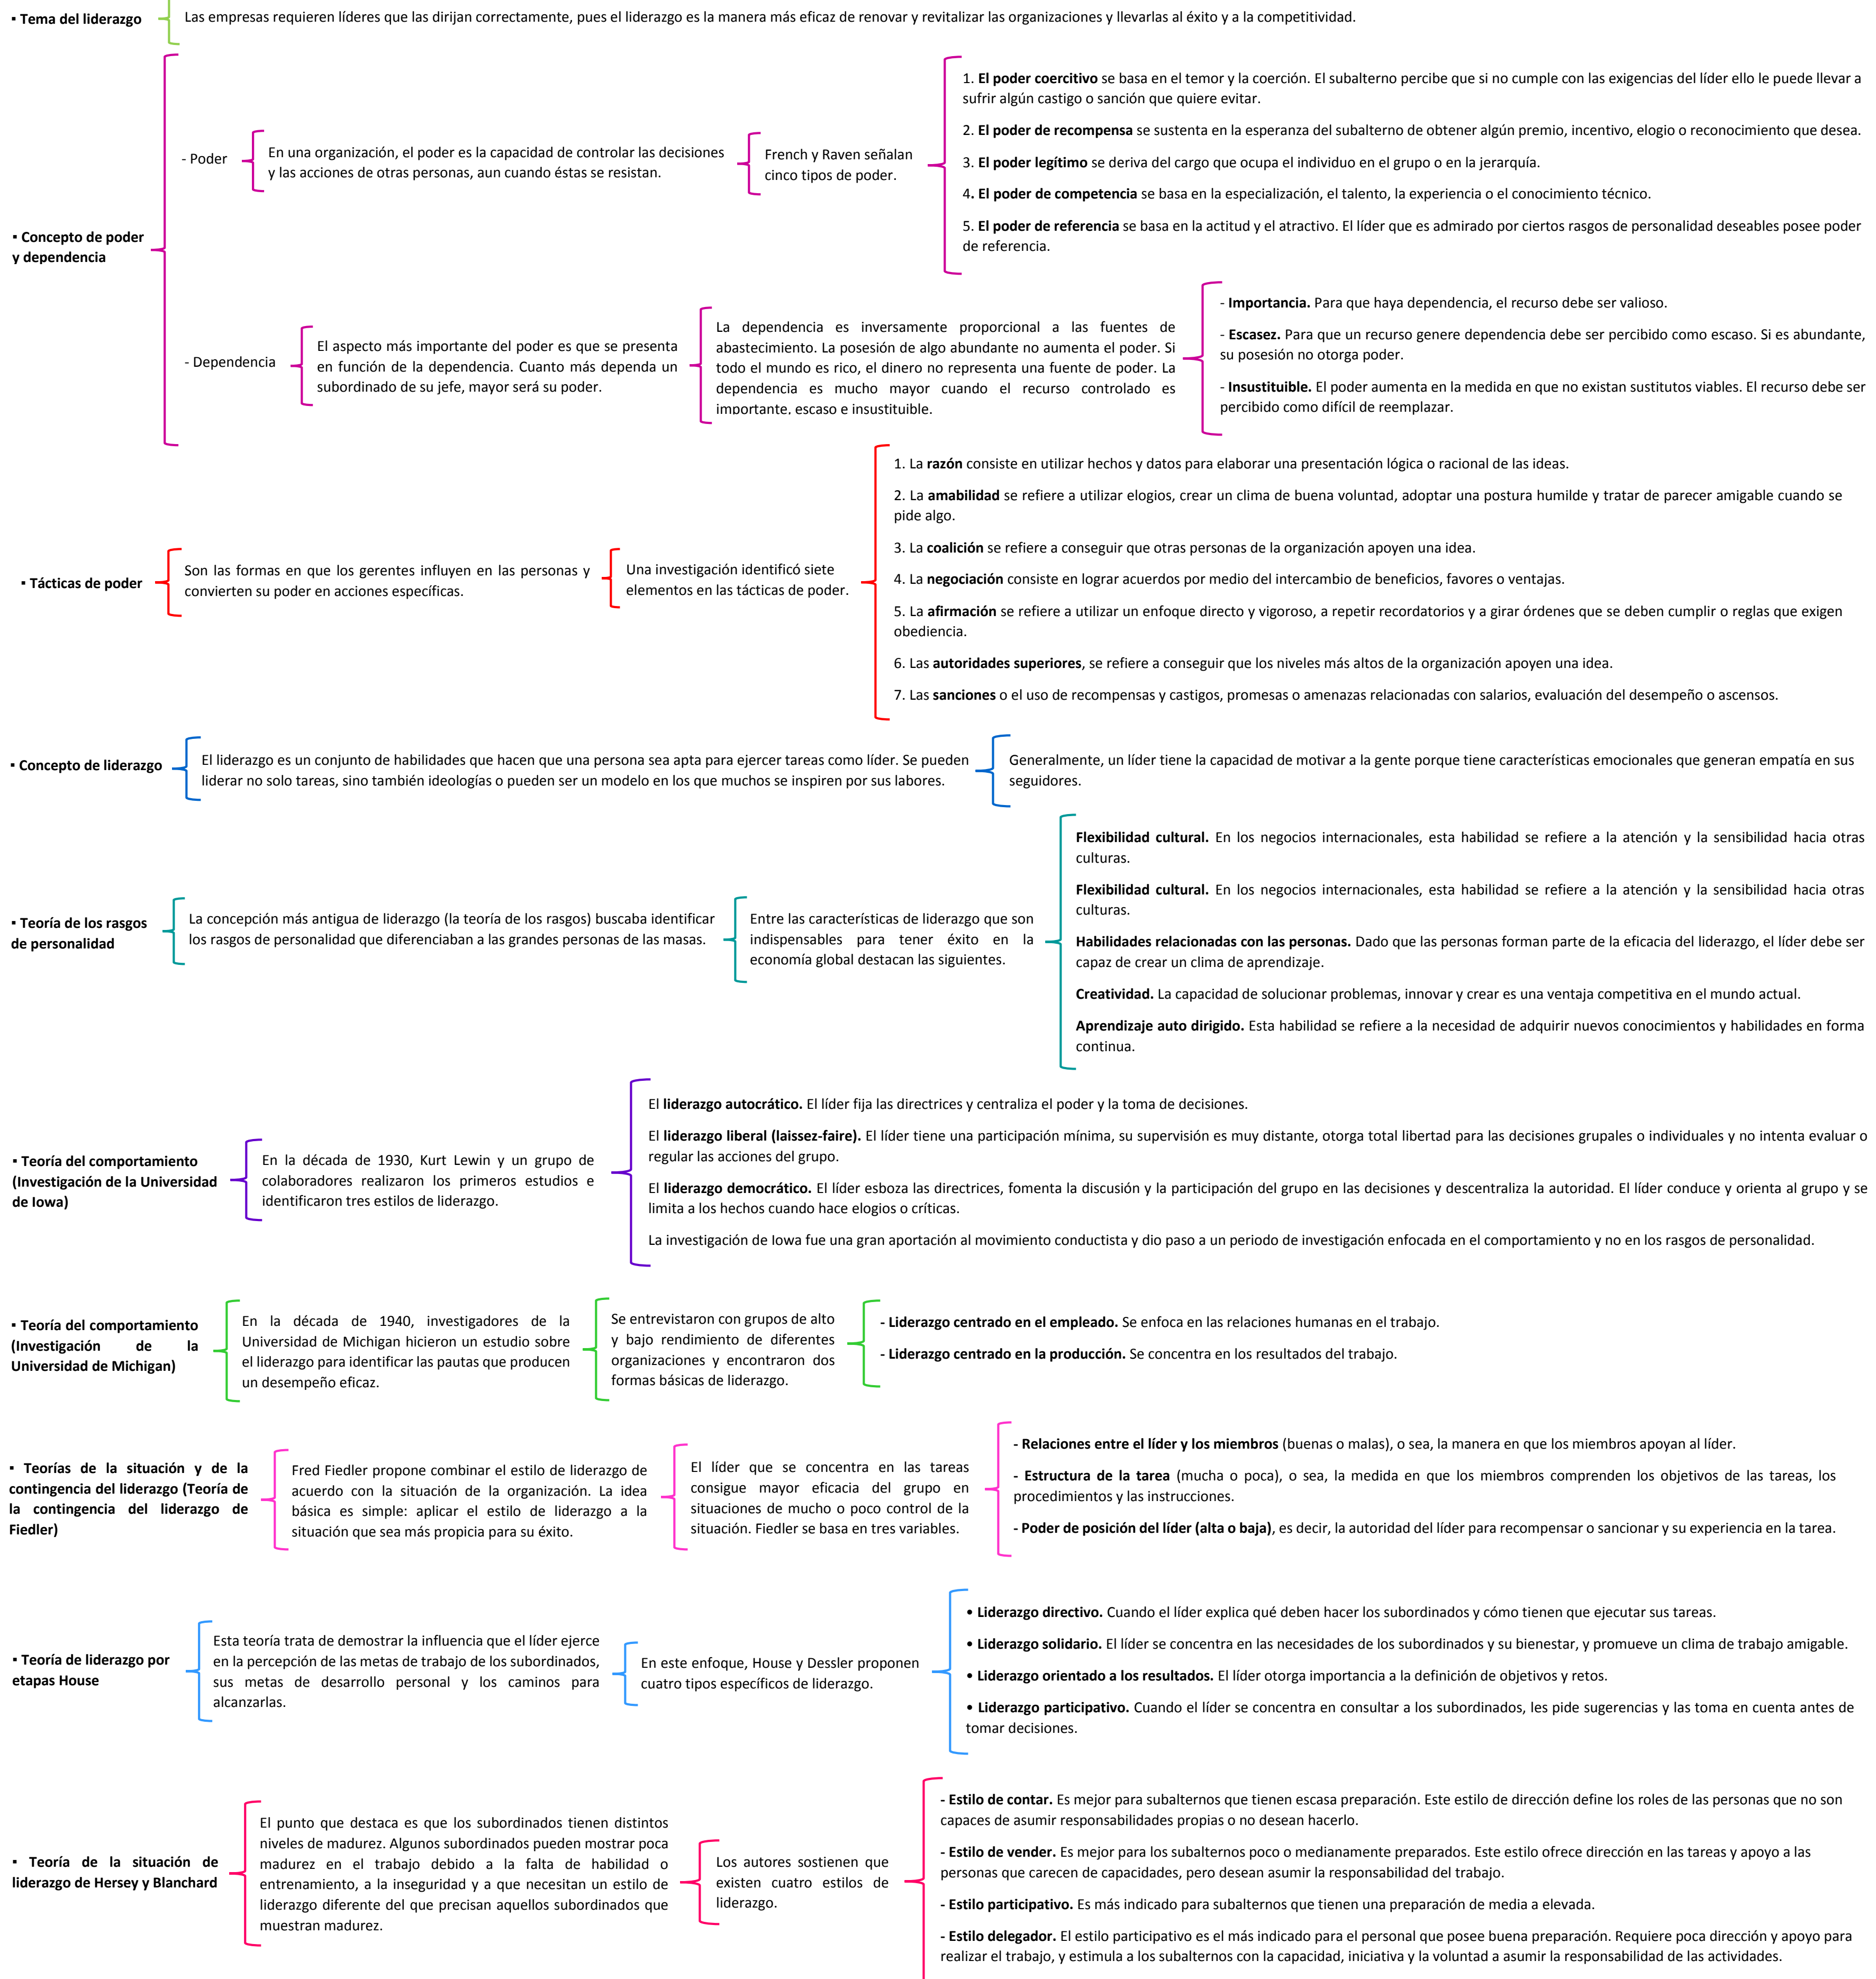 ▪ Tema del liderazgo
Las empresas requieren líderes que las dirijan correctamente, pues el liderazgo es la manera más eficaz de renovar y revitalizar las organizaciones y llevarlas al éxito y a la competitividad.
▪ Concepto de poder
y dependencia
- Poder
En una organización, el poder es la capacidad de controlar las decisiones
y las acciones de otras personas, aun cuando éstas se resistan.
French y Raven señalan
cinco tipos de poder.
1. El poder coercitivo se basa en el temor y la coerción. El subalterno percibe que si no cumple con las exigencias del líder ello le puede llevar a
sufrir algún castigo o sanción que quiere evitar.
2. El poder de recompensa se sustenta en la esperanza del subalterno de obtener algún premio, incentivo, elogio o reconocimiento que desea.
3. El poder legítimo se deriva del cargo que ocupa el individuo en el grupo o en la jerarquía.
4. El poder de competencia se basa en la especialización, el talento, la experiencia o el conocimiento técnico.
5. El poder de referencia se basa en la actitud y el atractivo. El líder que es admirado por ciertos rasgos de personalidad deseables posee poder
de referencia.
- Dependencia
El aspecto más importante del poder es que se presenta
en función de la dependencia. Cuanto más dependa un
subordinado de su jefe, mayor será su poder.
La dependencia es inversamente proporcional a las fuentes de
abastecimiento. La posesión de algo abundante no aumenta el poder. Si
todo el mundo es rico, el dinero no representa una fuente de poder. La
dependencia es mucho mayor cuando el recurso controlado es
importante, escaso e insustituible.
- Importancia. Para que haya dependencia, el recurso debe ser valioso.
- Escasez. Para que un recurso genere dependencia debe ser percibido como escaso. Si es abundante,
su posesión no otorga poder.
- Insustituible. El poder aumenta en la medida en que no existan sustitutos viables. El recurso debe ser
percibido como difícil de reemplazar.
▪ Tácticas de poder
Son las formas en que los gerentes influyen en las personas y
convierten su poder en acciones específicas.
Una investigación identificó siete
elementos en las tácticas de poder.
1. La razón consiste en utilizar hechos y datos para elaborar una presentación lógica o racional de las ideas.
2. La amabilidad se refiere a utilizar elogios, crear un clima de buena voluntad, adoptar una postura humilde y tratar de parecer amigable cuando se
pide algo.
3. La coalición se refiere a conseguir que otras personas de la organización apoyen una idea.
4. La negociación consiste en lograr acuerdos por medio del intercambio de beneficios, favores o ventajas.
5. La afirmación se refiere a utilizar un enfoque directo y vigoroso, a repetir recordatorios y a girar órdenes que se deben cumplir o reglas que exigen
obediencia.
6. Las autoridades superiores, se refiere a conseguir que los niveles más altos de la organización apoyen una idea.
7. Las sanciones o el uso de recompensas y castigos, promesas o amenazas relacionadas con salarios, evaluación del desempeño o ascensos.
▪ Concepto de liderazgo
El liderazgo es un conjunto de habilidades que hacen que una persona sea apta para ejercer tareas como líder. Se pueden
liderar no solo tareas, sino también ideologías o pueden ser un modelo en los que muchos se inspiren por sus labores.
Generalmente, un líder tiene la capacidad de motivar a la gente porque tiene características emocionales que generan empatía en sus
seguidores.
▪ Teoría de los rasgos
de personalidad
La concepción más antigua de liderazgo (la teoría de los rasgos) buscaba identificar
los rasgos de personalidad que diferenciaban a las grandes personas de las masas.
Entre las características de liderazgo que son
indispensables para tener éxito en la
economía global destacan las siguientes.
Flexibilidad cultural. En los negocios internacionales, esta habilidad se refiere a la atención y la sensibilidad hacia otras
culturas.
Flexibilidad cultural. En los negocios internacionales, esta habilidad se refiere a la atención y la sensibilidad hacia otras
culturas.
Habilidades relacionadas con las personas. Dado que las personas forman parte de la eficacia del liderazgo, el líder debe ser
capaz de crear un clima de aprendizaje.
Creatividad. La capacidad de solucionar problemas, innovar y crear es una ventaja competitiva en el mundo actual.
Aprendizaje auto dirigido. Esta habilidad se refiere a la necesidad de adquirir nuevos conocimientos y habilidades en forma
continua.
▪ Teoría del comportamiento
(Investigación de la Universidad
de Iowa)
En la década de 1930, Kurt Lewin y un grupo de
colaboradores realizaron los primeros estudios e
identificaron tres estilos de liderazgo.
El liderazgo autocrático. El líder fija las directrices y centraliza el poder y la toma de decisiones.
El liderazgo liberal (laissez-faire). El líder tiene una participación mínima, su supervisión es muy distante, otorga total libertad para las decisiones grupales o individuales y no intenta evaluar o
regular las acciones del grupo.
El liderazgo democrático. El líder esboza las directrices, fomenta la discusión y la participación del grupo en las decisiones y descentraliza la autoridad. El líder conduce y orienta al grupo y se
limita a los hechos cuando hace elogios o críticas.
La investigación de Iowa fue una gran aportación al movimiento conductista y dio paso a un periodo de investigación enfocada en el comportamiento y no en los rasgos de personalidad.
▪ Teoría del comportamiento
(Investigación de la
Universidad de Michigan)
En la década de 1940, investigadores de la
Universidad de Michigan hicieron un estudio sobre
el liderazgo para identificar las pautas que producen
un desempeño eficaz.
Se entrevistaron con grupos de alto
y bajo rendimiento de diferentes
organizaciones y encontraron dos
formas básicas de liderazgo.
- Liderazgo centrado en el empleado. Se enfoca en las relaciones humanas en el trabajo.
- Liderazgo centrado en la producción. Se concentra en los resultados del trabajo.
▪ Teorías de la situación y de la
contingencia del liderazgo (Teoría de
la contingencia del liderazgo de
Fiedler)
Fred Fiedler propone combinar el estilo de liderazgo de
acuerdo con la situación de la organización. La idea
básica es simple: aplicar el estilo de liderazgo a la
situación que sea más propicia para su éxito.
El líder que se concentra en las tareas
consigue mayor eficacia del grupo en
situaciones de mucho o poco control de la
situación. Fiedler se basa en tres variables.
- Relaciones entre el líder y los miembros (buenas o malas), o sea, la manera en que los miembros apoyan al líder.
- Estructura de la tarea (mucha o poca), o sea, la medida en que los miembros comprenden los objetivos de las tareas, los
procedimientos y las instrucciones.
- Poder de posición del líder (alta o baja), es decir, la autoridad del líder para recompensar o sancionar y su experiencia en la tarea.
▪ Teoría de liderazgo por
etapas House
Esta teoría trata de demostrar la influencia que el líder ejerce
en la percepción de las metas de trabajo de los subordinados,
sus metas de desarrollo personal y los caminos para
alcanzarlas.
En este enfoque, House y Dessler proponen
cuatro tipos específicos de liderazgo.
• Liderazgo directivo. Cuando el líder explica qué deben hacer los subordinados y cómo tienen que ejecutar sus tareas.
• Liderazgo solidario. El líder se concentra en las necesidades de los subordinados y su bienestar, y promueve un clima de trabajo amigable.
• Liderazgo orientado a los resultados. El líder otorga importancia a la definición de objetivos y retos.
• Liderazgo participativo. Cuando el líder se concentra en consultar a los subordinados, les pide sugerencias y las toma en cuenta antes de
tomar decisiones.
▪ Teoría de la situación de
liderazgo de Hersey y Blanchard
El punto que destaca es que los subordinados tienen distintos
niveles de madurez. Algunos subordinados pueden mostrar poca
madurez en el trabajo debido a la falta de habilidad o
entrenamiento, a la inseguridad y a que necesitan un estilo de
liderazgo diferente del que precisan aquellos subordinados que
muestran madurez.
Los autores sostienen que
existen cuatro estilos de
liderazgo.
- Estilo de contar. Es mejor para subalternos que tienen escasa preparación. Este estilo de dirección define los roles de las personas que no son
capaces de asumir responsabilidades propias o no desean hacerlo.
- Estilo de vender. Es mejor para los subalternos poco o medianamente preparados. Este estilo ofrece dirección en las tareas y apoyo a las
personas que carecen de capacidades, pero desean asumir la responsabilidad del trabajo.
- Estilo participativo. Es más indicado para subalternos que tienen una preparación de media a elevada.
- Estilo delegador. El estilo participativo es el más indicado para el personal que posee buena preparación. Requiere poca dirección y apoyo para
realizar el trabajo, y estimula a los subalternos con la capacidad, iniciativa y la voluntad a asumir la responsabilidad de las actividades.